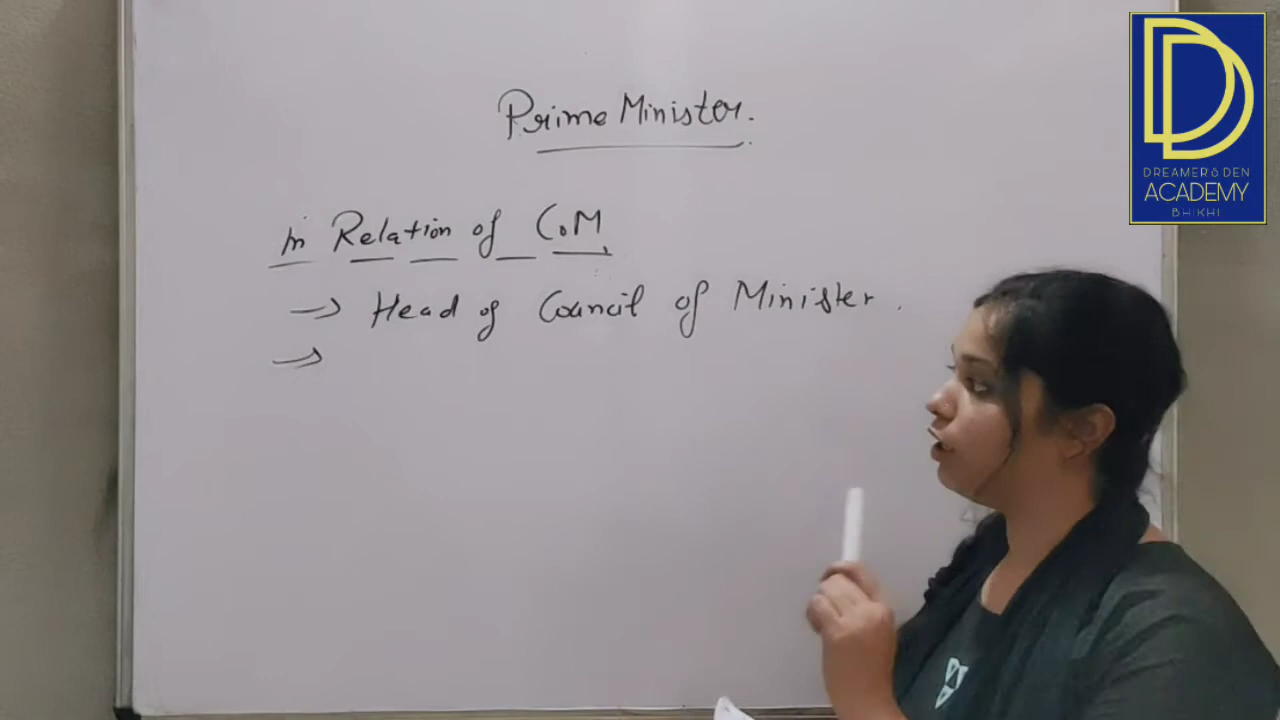 Prime Minister.
in Relation of CoM
→ Head of Council of Minister.
→
DREAMERS DEN
ACADEMY
BHIKHI